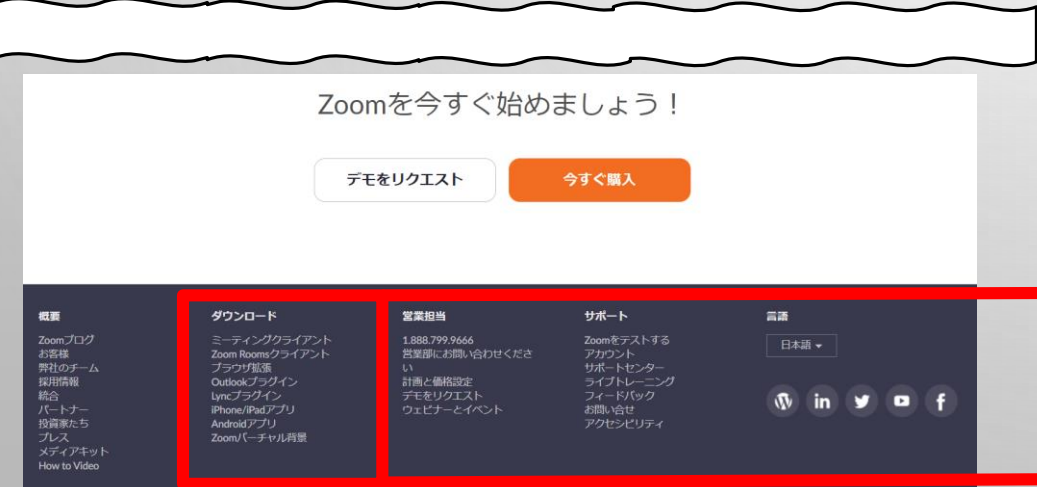 Zoomを今すぐ始めましょう！
デモをリクエスト
今すぐ購入
概要
Zoomブログ
お客様
弊社のチーム
採用情報
統合
パートナー
投資家たち
プレス
メディアキット
How to Video
ダウンロード
ミーティングクライアント
Zoom Roomsクライアント
ブラウザ拡張
Outlookプラグイン
Lyncプラグイン
iPhone/iPadアプリ
Androidアプリ
Zoomバーチャル背景
営業担当
1.888.799.9666
営業部にお問い合わせくださ
い
計画と価格設定
デモをリクエスト
ウェビナーとイベント
サポート
Zoomをテストする
アカウント
サポートセンター
ライブトレーニング
フィードバック
お問い合せ
アクセシビリティ
言語
日本語